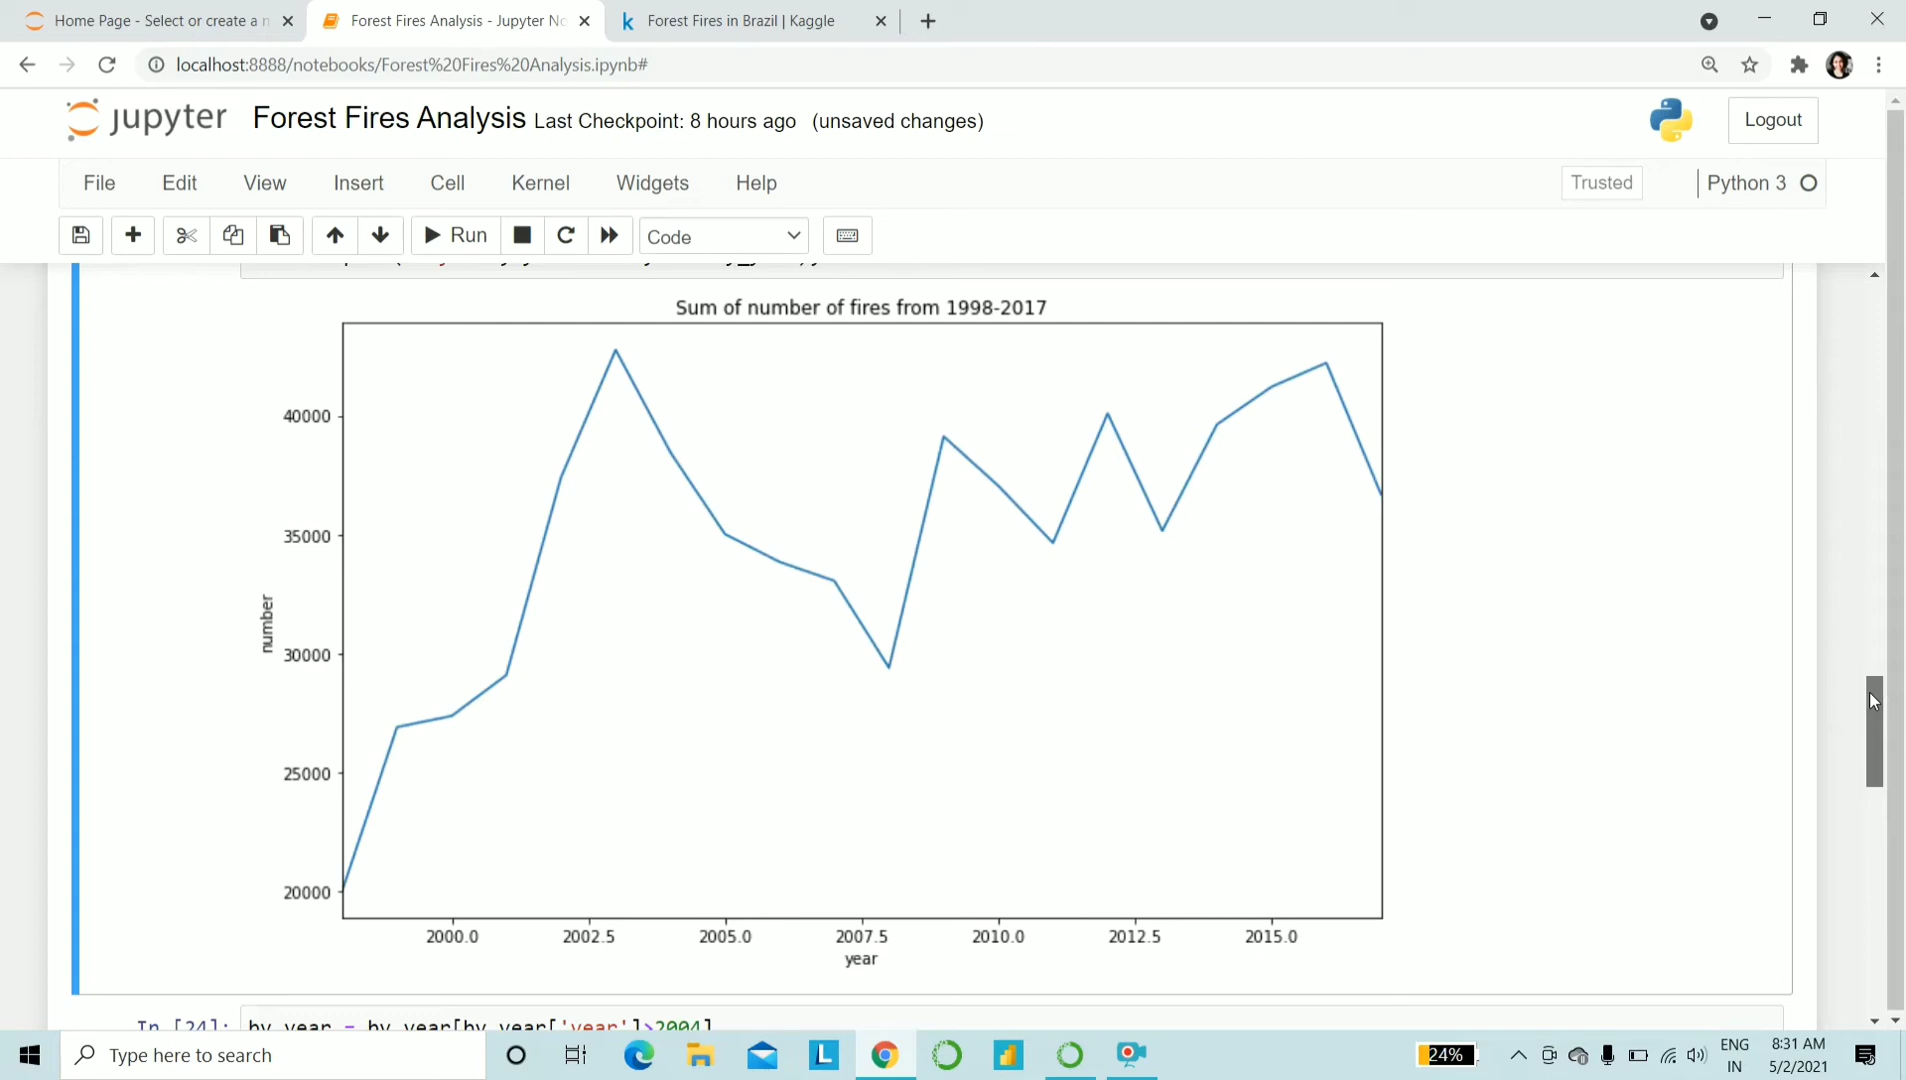 Home Page - Select or create a n
Forest Fires Analysis - Jupyter No
Forest Fires in Brazil | Kaggle
localhost:8888/notebooks/Forest%20Fires%20Analysis.ipynb#
jupyter Forest Fires Analysis Last Checkpoint: 8 hours ago (unsaved changes)
Logout
File Edit View Insert Cell Kernel Widgets Help Trusted Python 3
Run Code
Sum of number of fires from 1998-2017
40000
35000
30000
25000
20000
number
2000.0 2002.5 2005.0 2007.5 2010.0 2012.5 2015.0
year
In [24]: by_year = by_year[by_year['year']>2004]
Type here to search
L
24%
ENG
IN
8:31 AM
5/2/2021